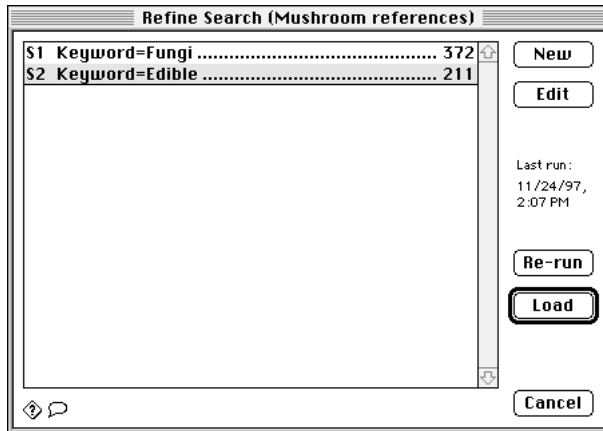 Refine Search (Mushroom references)
S1 Keyword=Fungi ........................................ 372
S2 Keyword=Edible ....................................... 211
New
Edit
Last run:
11/24/97,
2:07 PM
Re-run
Load
Cancel